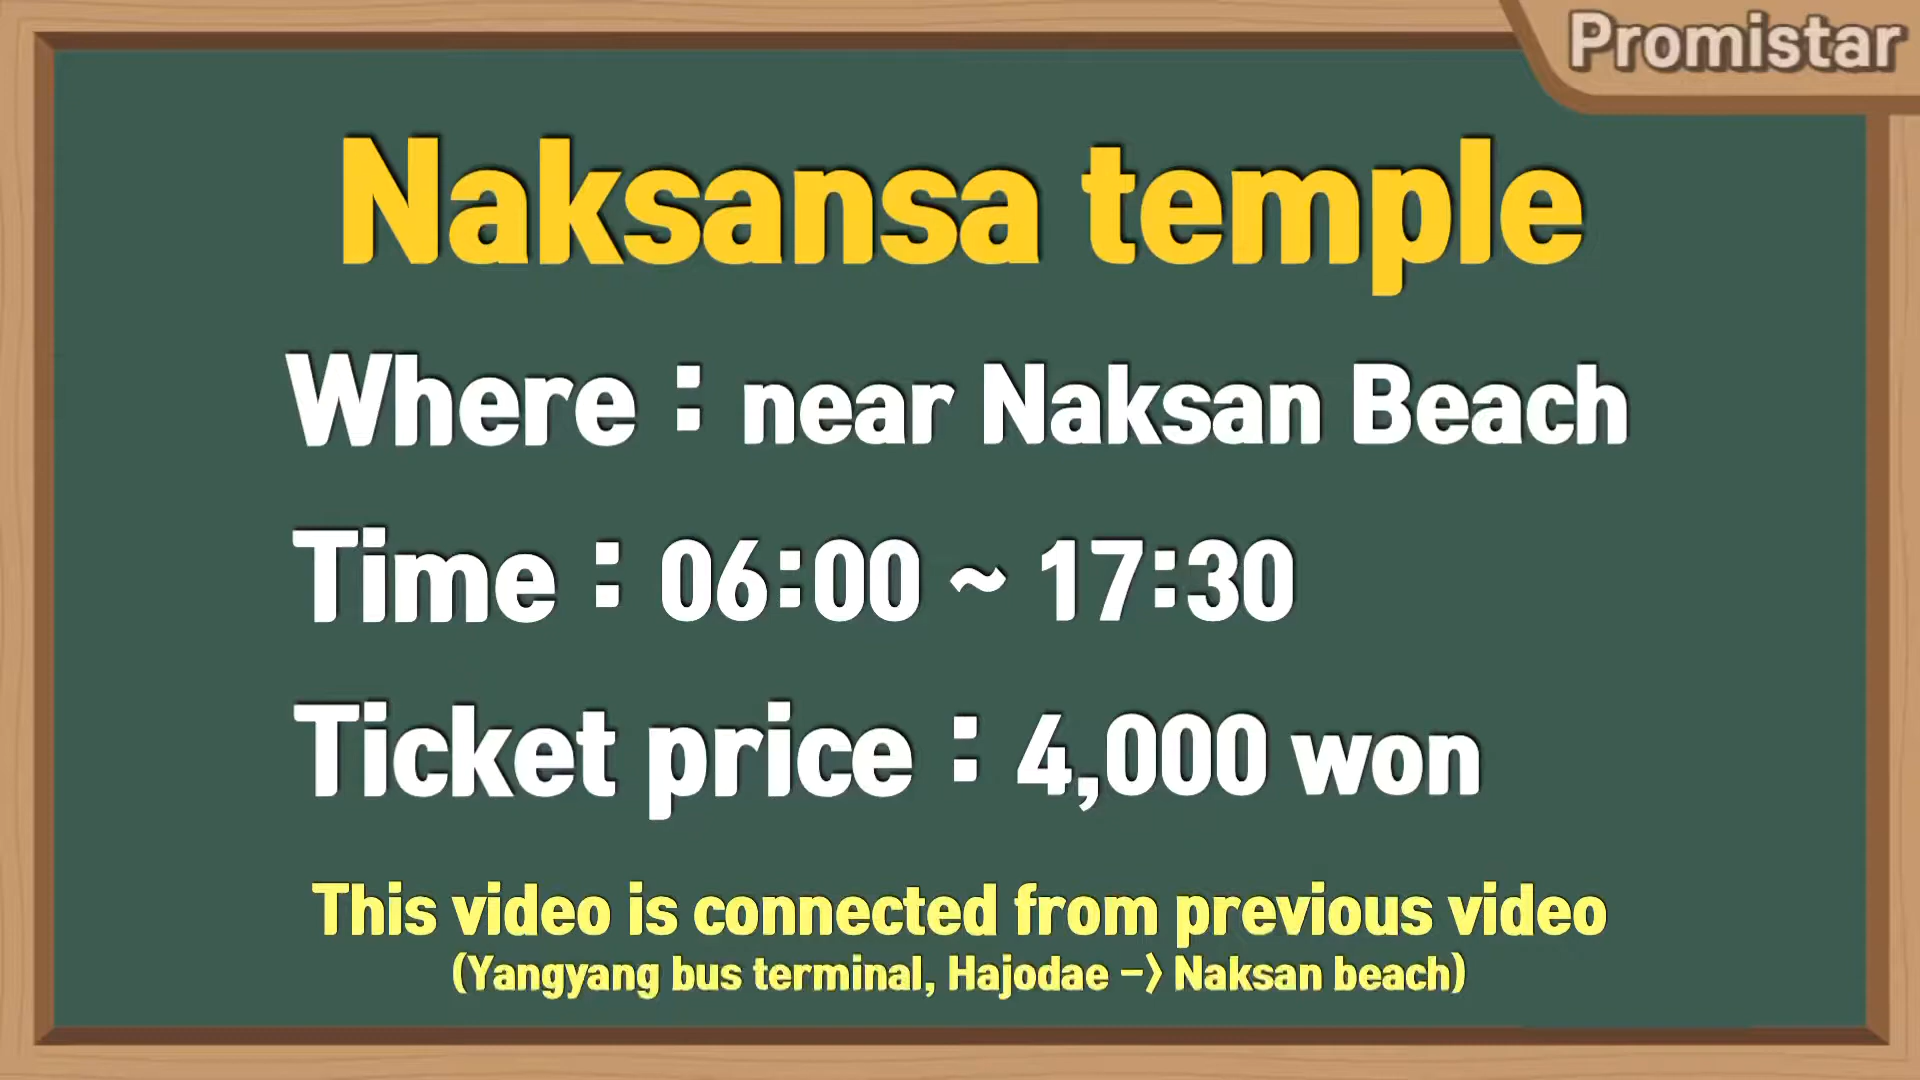 Promistar
Naksansa temple
Where : near Naksan Beach
Time : 06:00 ~ 17:30
Ticket price : 4,000 won
This video is connected from previous video
(Yangyang bus terminal, Hajodae -> Naksan beach)